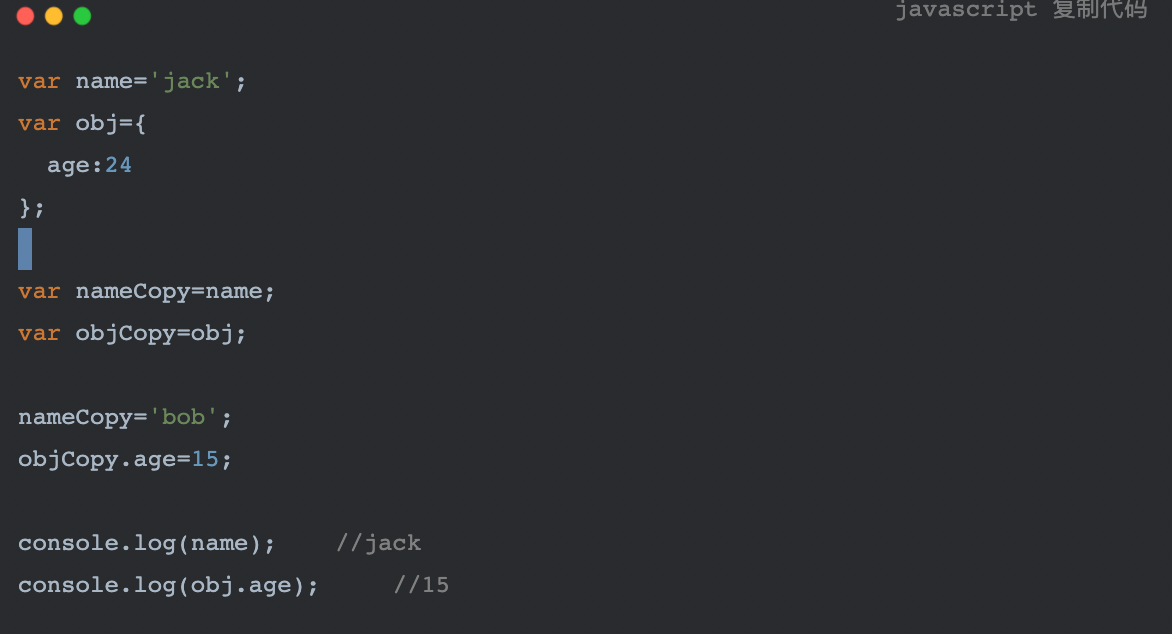 javascript 复制代码
var name='jack';
var obj={
  age:24
};
var nameCopy=name;
var objCopy=obj;
nameCopy='bob';
objCopy.age=15;
console.log(name);    //jack
console.log(obj.age);     //15